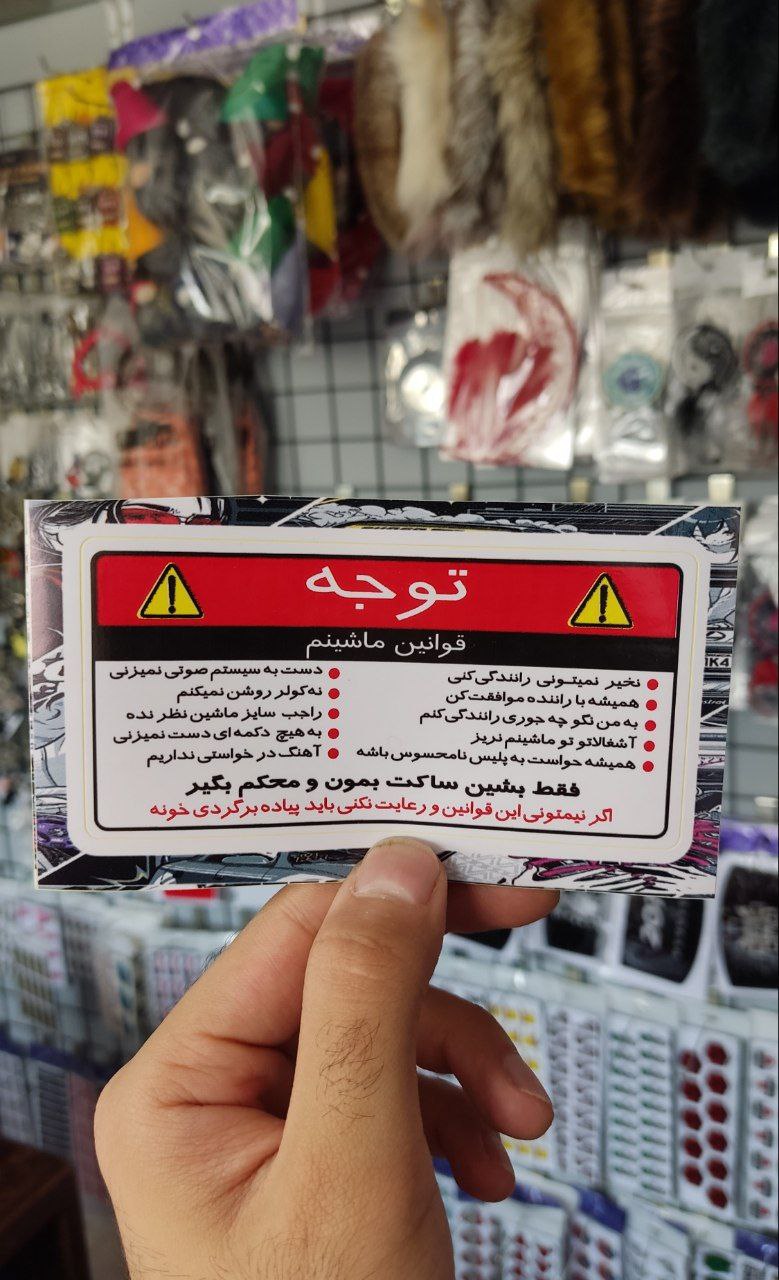 توجه
قوانین ماشینم
نخیر نمیتونی رانندگی کنی
همیشه با راننده موافقت کن
به من نگو چه جوری رانندگی کنم
آشغالاتو تو ماشینم نریز
همیشه حواست به پلیس نامحسوس باشه
دست به سیستم صوتی نمیزنی
نه کولر روشن نمیکنم
راجب سایز ماشین نظر نده
به هیچ دکمه ای دست نمیزنی
آهنگ در خواستی نداریم
فقط بشین ساکت بمون و محکم بگیر
اگر نیمتونی این قوانین و رعایت نکنی باید پیاده برگردی خونه